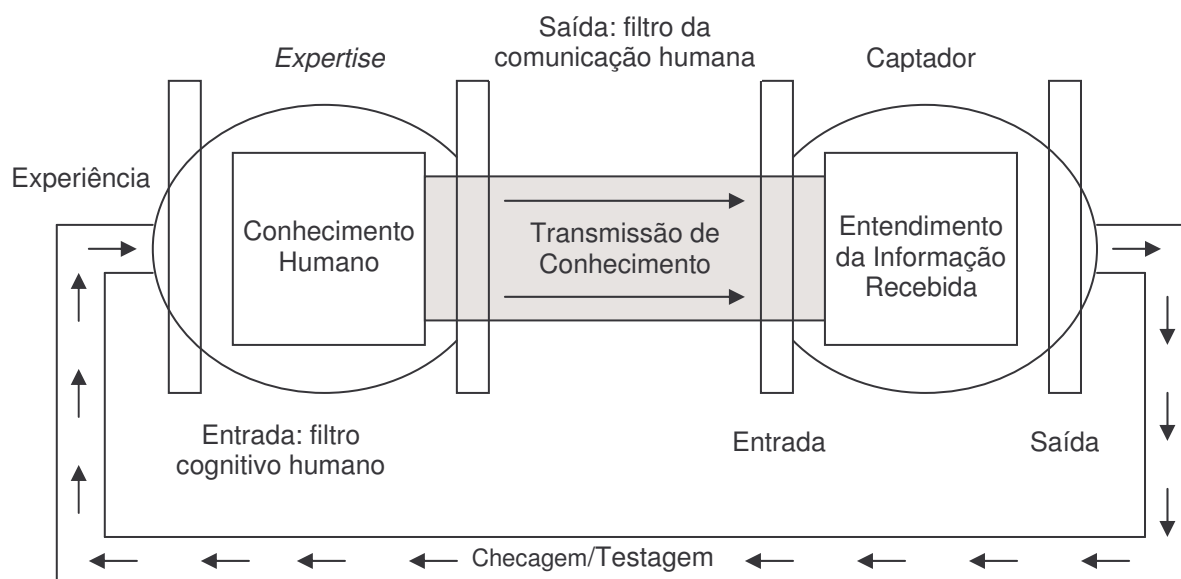 Saída: filtro da
comunicação humana
Expertise
Captador
Experiência
Conhecimento
Humano
Transmissão de
Conhecimento
Entendimento
da Informação
Recebida
Entrada: filtro
cognitivo humano
Entrada
Saída
Checagem/Testagem